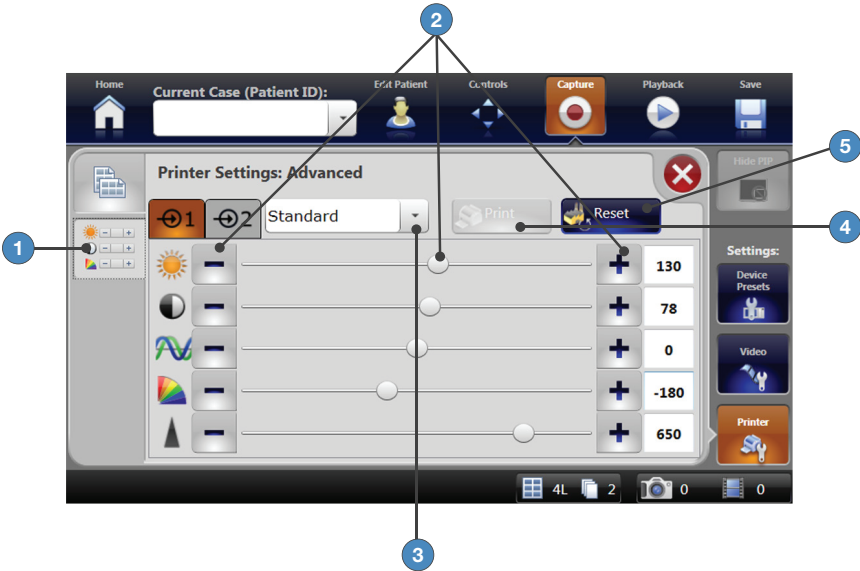 2
Home
Current Case (Patient ID):
Edit Patient
Controls
Capture
Playback
Save
5
Printer Settings: Advanced
Hide PIP
1
2
Standard
Print
Reset
4
1
130
Settings:
Device
Presets
78
0
Video
-180
650
Printer
4L
2
0
0
3